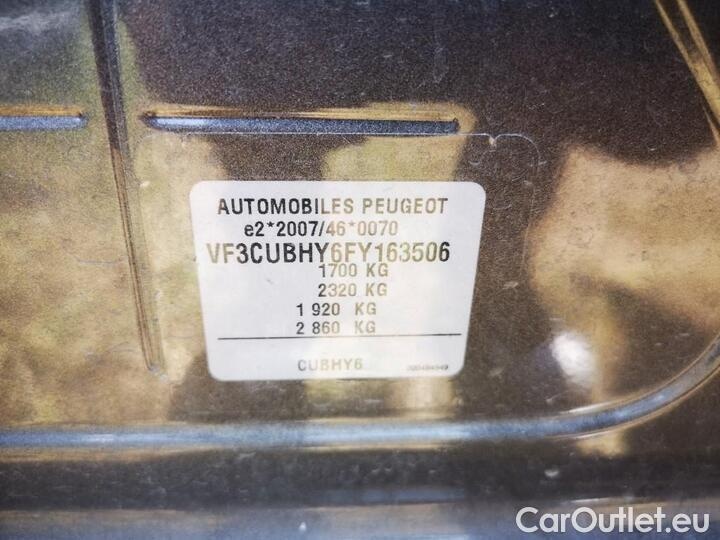 AUTOMOBILES PEUGEOT
e2*2007/46*0070
VF3CUBHY6FY163506
1700 KG
2320 KG
1 920 KG
2 860 KG
CUBHY6
CarOutlet.eu